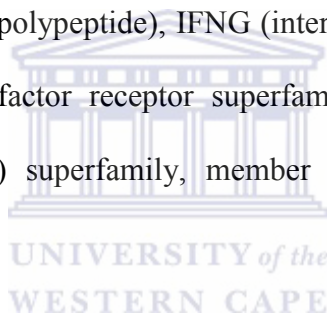 polypeptide), IFNG (inter
factor receptor superfam
) superfamily, member
UNIVERSITY of the
WESTERN CAPE